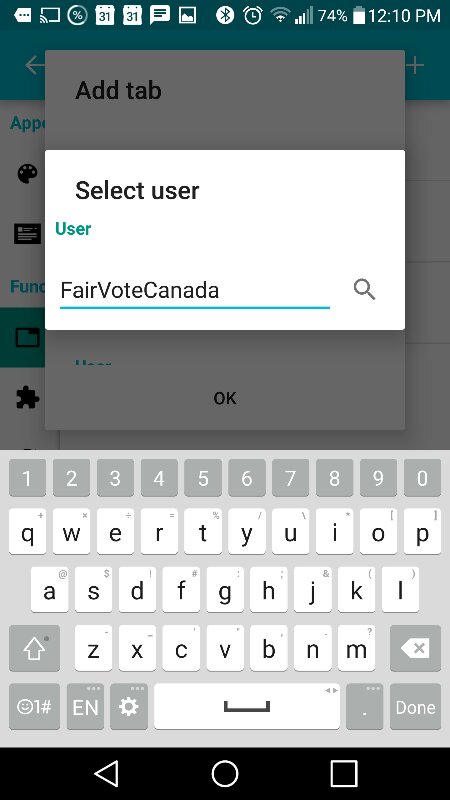 31 31 74% 12:10 PM
Add tab
Appe
Select user
User
Func
FairVoteCanada
User
OK
1 2 3 4 5 6 7 8 9 0
+ × ÷ = % / \ * [ ]
q w e r t y u i o p
@ $ ! # : ; & ( )
a s d f g h j k l
- _ " ' , - ?
z x c v b n m
☺1# EN . Done